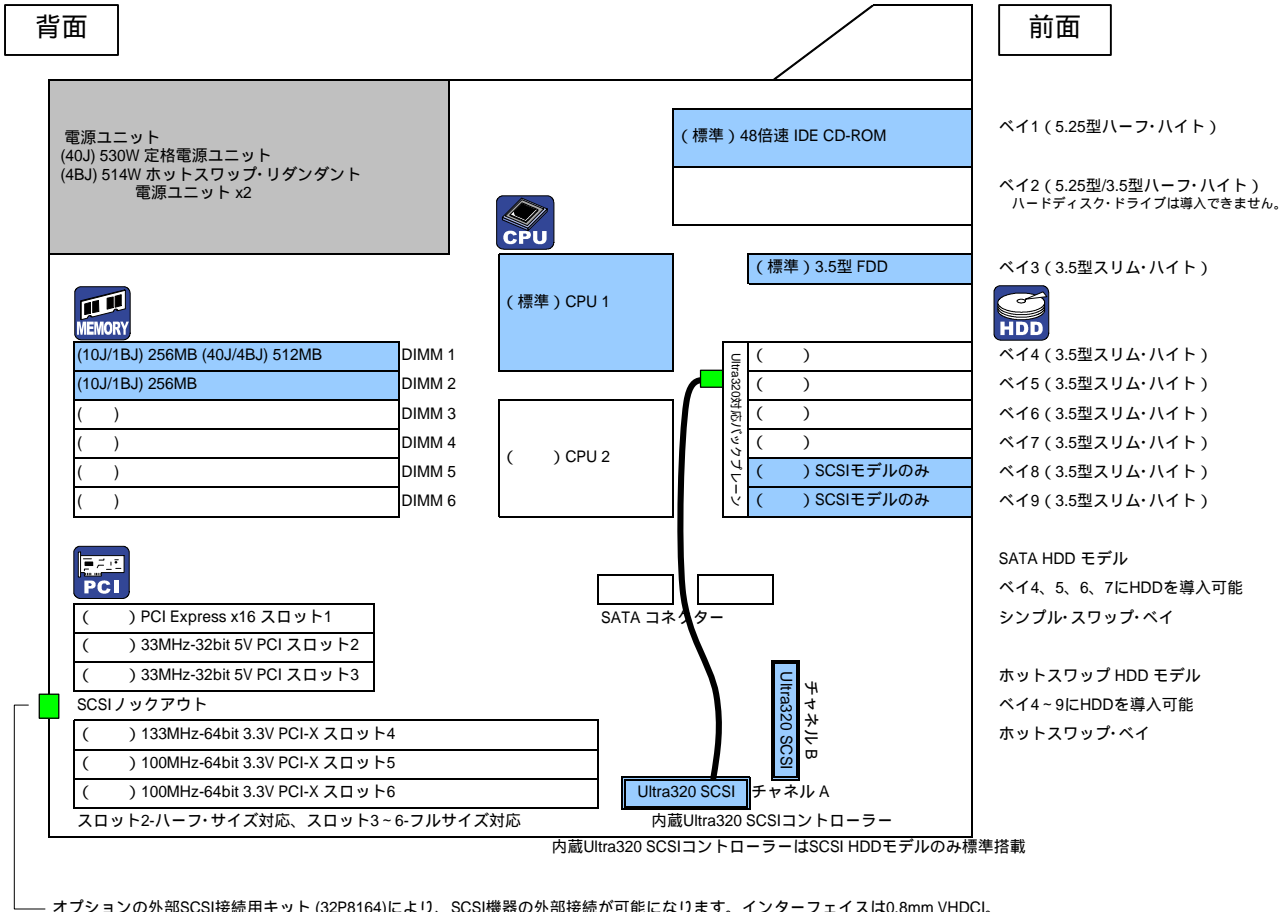 背面
前面
電源ユニット
(40J) 530W 定格電源ユニット
(4BJ) 514W ホットスワップ・リダンダント
電源ユニット x2
(標準) 48倍速 IDE CD-ROM
ベイ1 (5.25型ハーフ・ハイト)
ベイ2 (5.25型/3.5型ハーフ・ハイト)
ハードディスク・ドライブは導入できません。
CPU
(標準) CPU 1
(標準) 3.5型 FDD
ベイ3 (3.5型スリム・ハイト)
HDD
MEMORY
(10J/1BJ) 256MB (40J/4BJ) 512MB
DIMM 1
(10J/1BJ) 256MB
DIMM 2
( )
DIMM 3
( )
DIMM 4
( )
DIMM 5
( )
DIMM 6
( ) CPU 2
Ultra320対応バックプレーン
( )
ベイ4 (3.5型スリム・ハイト)
( )
ベイ5 (3.5型スリム・ハイト)
( )
ベイ6 (3.5型スリム・ハイト)
( )
ベイ7 (3.5型スリム・ハイト)
( ) SCSIモデルのみ
ベイ8 (3.5型スリム・ハイト)
( ) SCSIモデルのみ
ベイ9 (3.5型スリム・ハイト)
SATA HDD モデル
ベイ4、5、6、7にHDDを導入可能
シンプル・スワップ・ベイ
ホットスワップ HDD モデル
ベイ4~9にHDDを導入可能
ホットスワップ・ベイ
PCI
( ) PCI Express x16 スロット1
( ) 33MHz-32bit 5V PCI スロット2
( ) 33MHz-32bit 5V PCI スロット3
SCSIノックアウト
( ) 133MHz-64bit 3.3V PCI-X スロット4
( ) 100MHz-64bit 3.3V PCI-X スロット5
( ) 100MHz-64bit 3.3V PCI-X スロット6
スロット2-ハーフ・サイズ対応、スロット3~6-フルサイズ対応
SATA コネクター
Ultra320 SCSI
チャネル B
Ultra320 SCSI
チャネル A
内蔵Ultra320 SCSIコントローラー
内蔵Ultra320 SCSIコントローラーはSCSI HDDモデルのみ標準搭載
オプションの外部SCSI接続用キット (32P8164)により、SCSI機器の外部接続が可能になります。インターフェイスは0.8mm VHDCI。